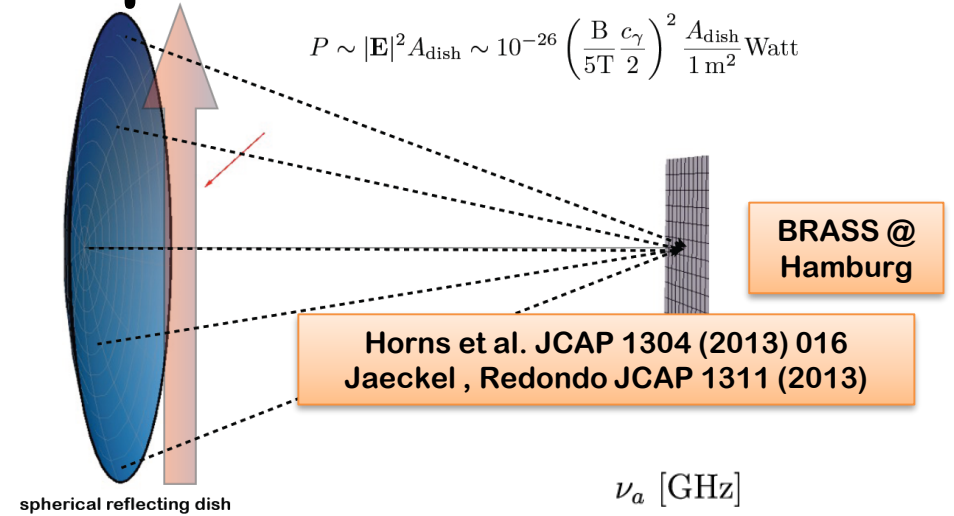 P ∼ |E|² A_dish ∼ 10⁻²⁶ (B/5T c_γ/2)² A_dish/1 m² Watt
BRASS @
Hamburg
Horns et al. JCAP 1304 (2013) 016
Jaeckel , Redondo JCAP 1311 (2013)
ν_a [GHz]
spherical reflecting dish